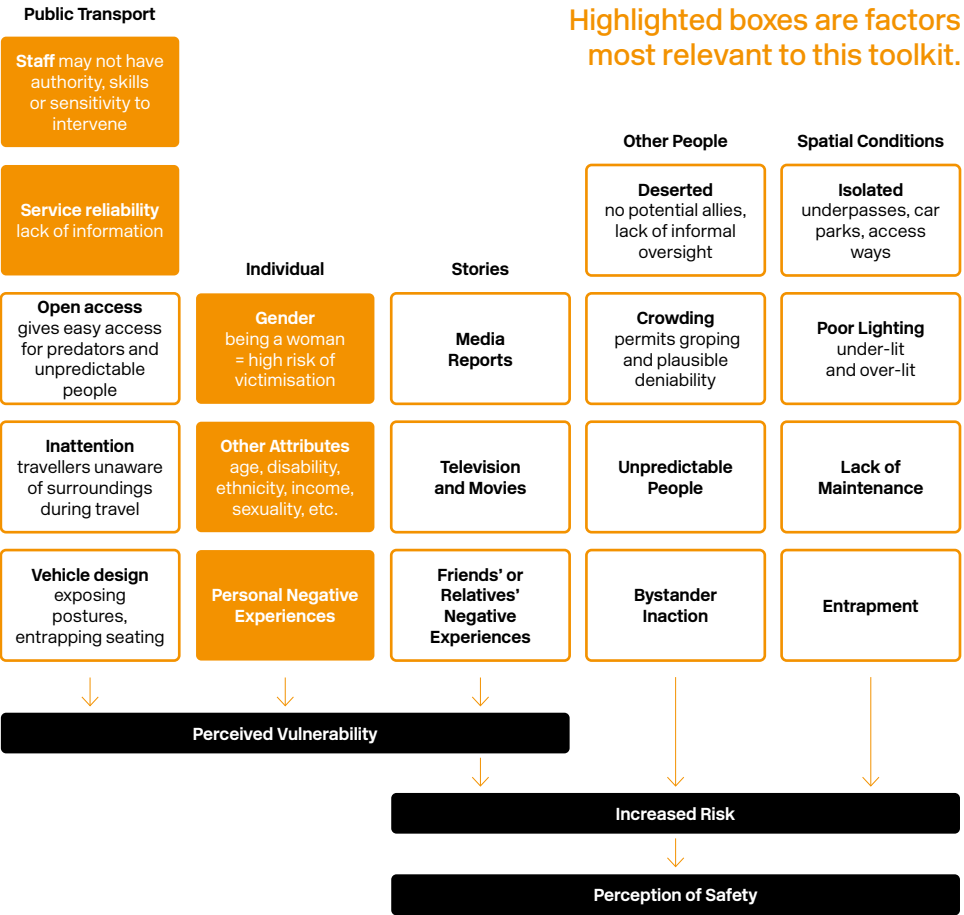 Public Transport
Highlighted boxes are factors
most relevant to this toolkit.
Staff may not have
authority, skills
or sensitivity to
intervene
Service reliability
lack of information
Open access
gives easy access
for predators and
unpredictable
people
Inattention
travellers unaware
of surroundings
during travel
Vehicle design
exposing
postures,
entrapping seating
Individual
Gender
being a woman
= high risk of
victimisation
Other Attributes
age, disability,
ethnicity, income,
sexuality, etc.
Personal Negative
Experiences
Stories
Media
Reports
Television
and Movies
Friends’ or
Relatives’
Negative
Experiences
Other People
Deserted
no potential allies,
lack of informal
oversight
Crowding
permits groping
and plausible
deniability
Unpredictable
People
Bystander
Inaction
Spatial Conditions
Isolated
underpasses, car
parks, access
ways
Poor Lighting
under-lit
and over-lit
Lack of
Maintenance
Entrapment
Perceived Vulnerability
Increased Risk
Perception of Safety